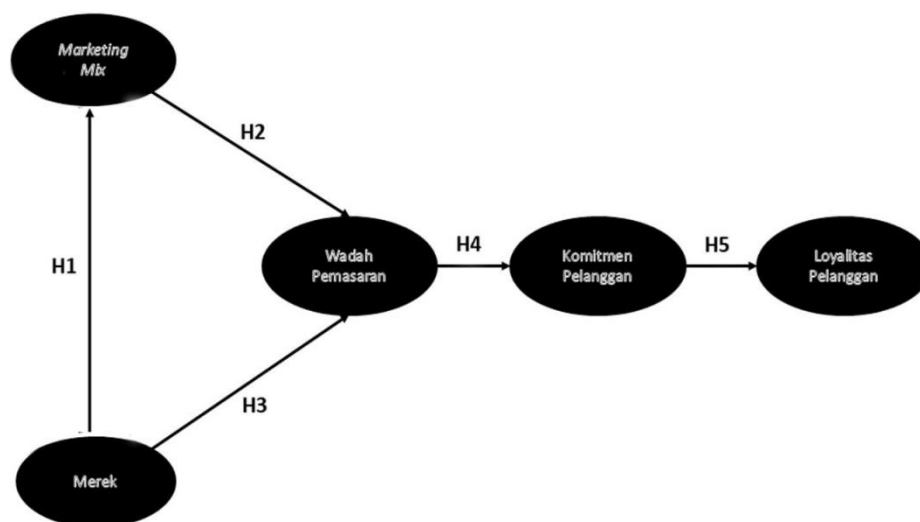 Marketing
Mix
H2
H1
Wadah
Pemasaran
H4
Komitmen
Pelanggan
H5
Loyalitas
Pelanggan
H3
Merek